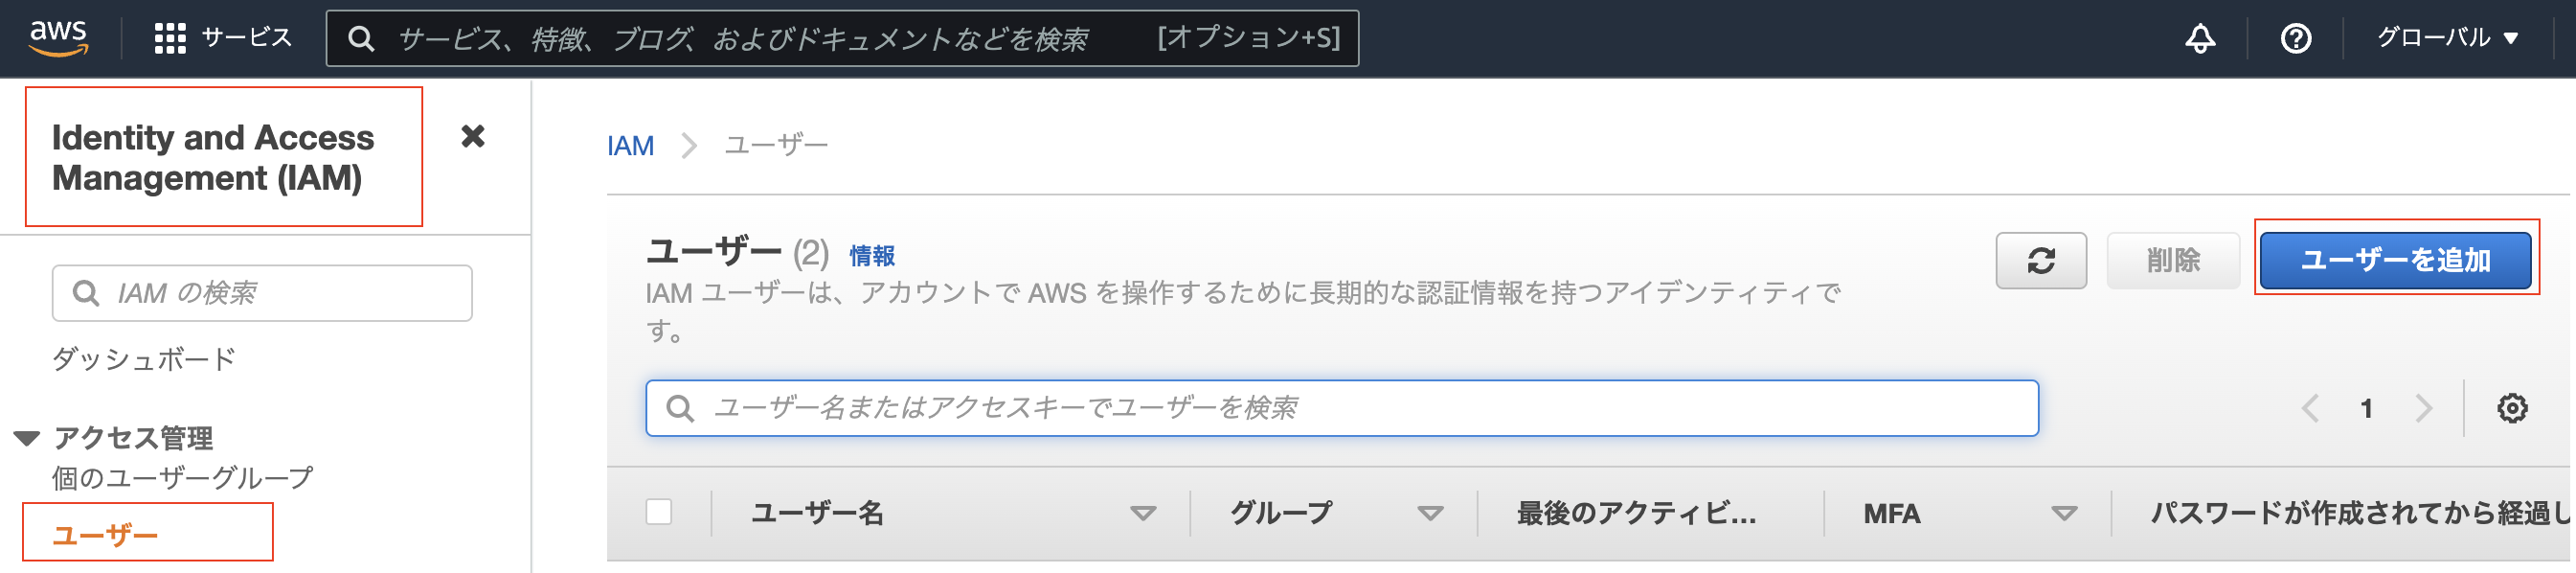 aws
サービス
サービス、特徴、ブログ、およびドキュメントなどを検索
[オプション+S]
グローバル
Identity and Access
Management (IAM)
IAM の検索
ダッシュボード
アクセス管理
個のユーザーグループ
ユーザー
IAM
ユーザー
ユーザー (2) 情報
IAM ユーザーは、アカウントで AWS を操作するために長期的な認証情報を持つアイデンティティで
す。
削除
ユーザーを追加
ユーザー名またはアクセスキーでユーザーを検索
1
ユーザー名
グループ
最後のアクティビ...
MFA
パスワードが作成されてから経過し